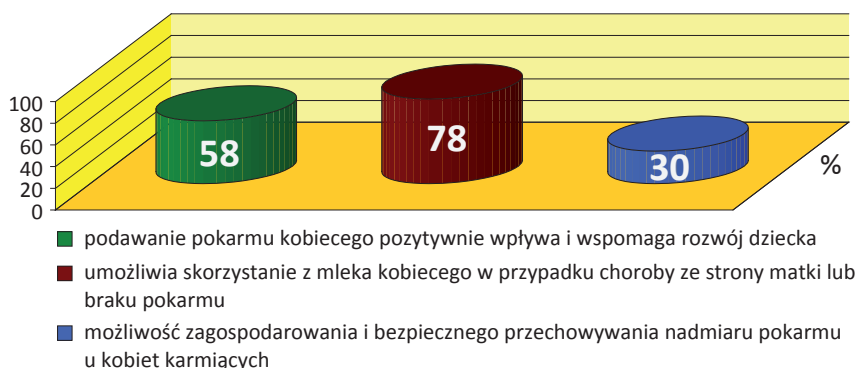 100
80
60
40
20
0
58
78
30
%
podawanie pokarmu kobiecego pozytywnie wpływa i wspomaga rozwój dziecka
umożliwia skorzystanie z mleka kobiecego w przypadku choroby ze strony matki lub
braku pokarmu
możliwość zagospodarowania i bezpiecznego przechowywania nadmiaru pokarmu
u kobiet karmiących